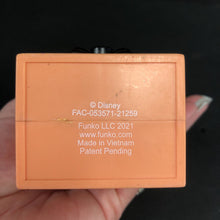 © Disney
FAC-053571-21259
Funko LLC 2021
www.funko.com
Made in Vietnam
Patent Pending